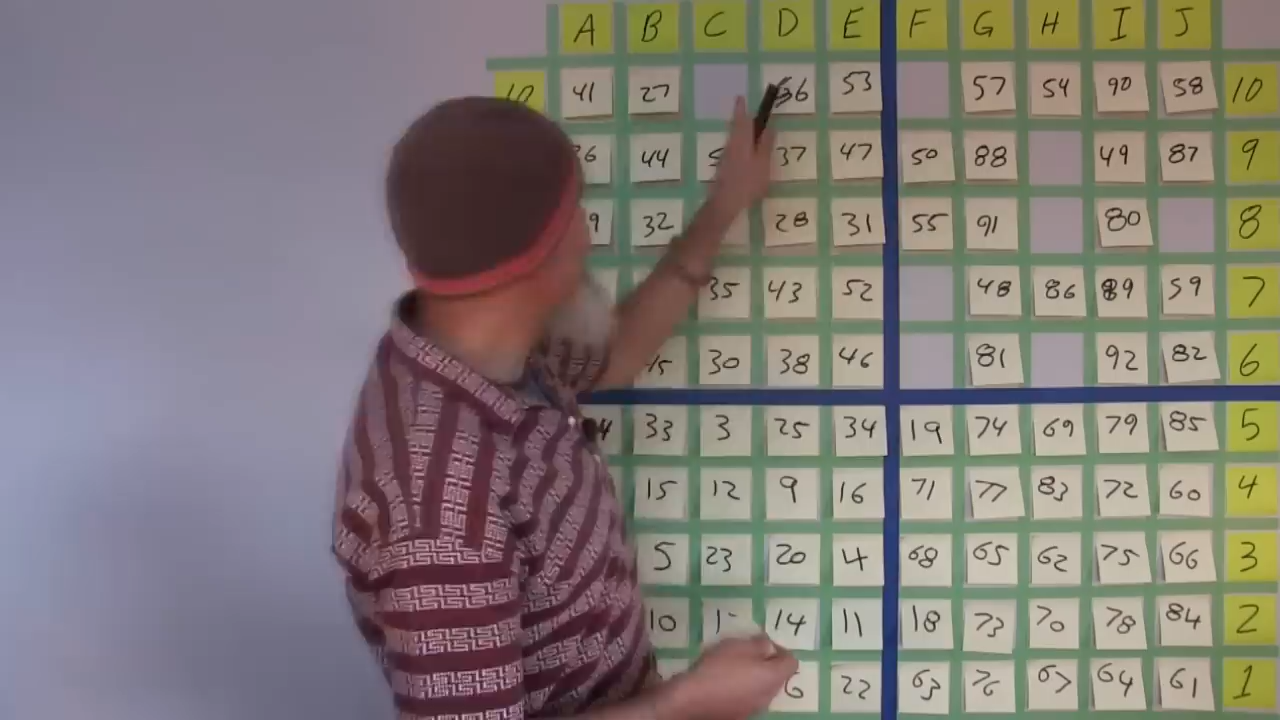 A B C D E F G H I J
10 41 27 53 57 54 90 58 10
44 37 47 50 88 49 87 9
32 28 31 55 91 80 8
35 43 52 48 86 89 59 7
30 38 46 81 92 82 6
33 3 25 34 19 74 69 79 85 5
15 12 9 16 71 77 83 72 60 4
5 23 20 4 68 65 62 75 66 3
10 14 11 18 73 70 78 84 2
22 63 76 67 64 61 1